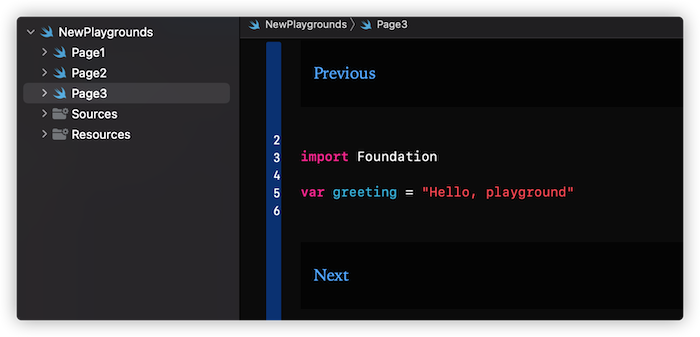 NewPlaygrounds
Page1
Page2
Page3
Sources
Resources
NewPlaygrounds 〉 Page3
Previous
2
3 import Foundation
4
5 var greeting = "Hello, playground"
6
Next